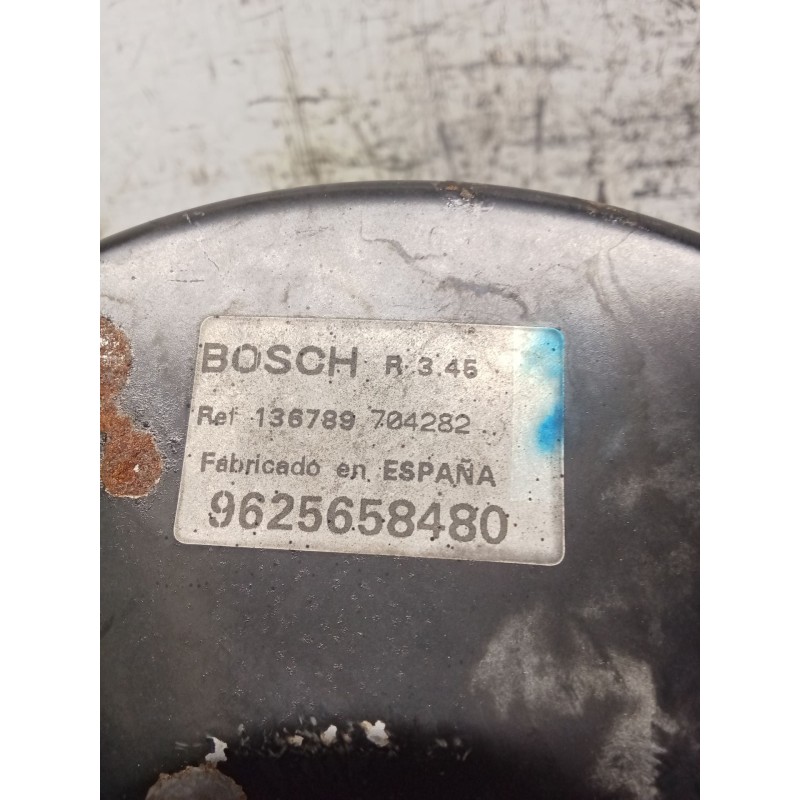 BOSCH R 3.45
Ref 136789 704282
Fabricado en ESPAÑA
9625658480